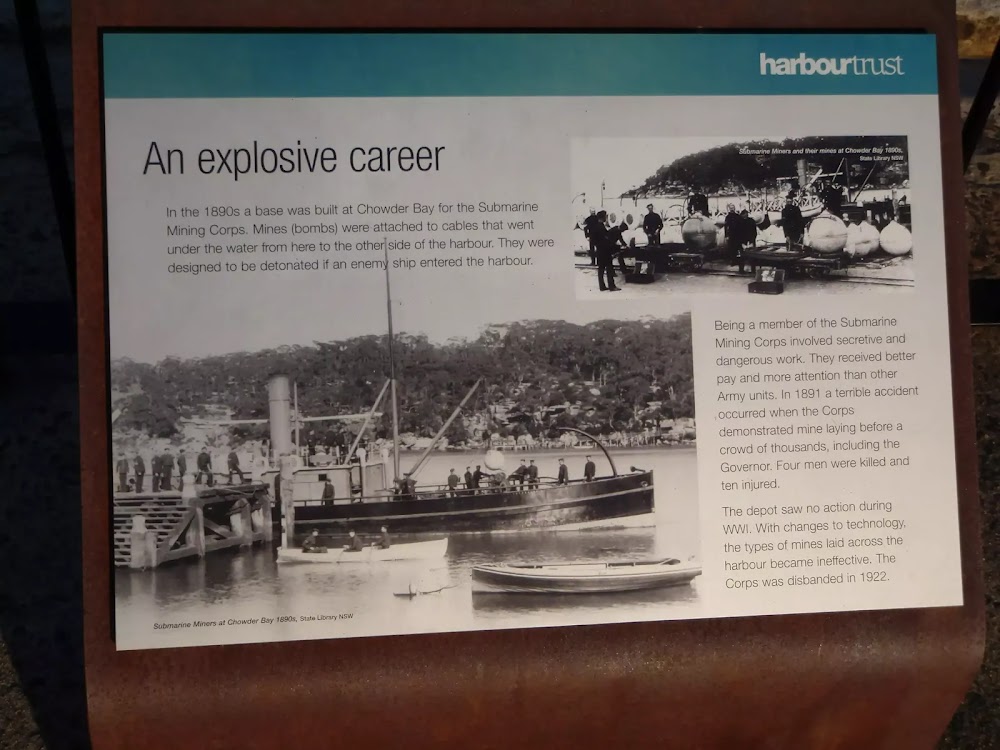 harbourtrust
An explosive career
In the 1890s a base was built at Chowder Bay for the Submarine
Mining Corps. Mines (bombs) were attached to cables that went
under the water from here to the other side of the harbour. They were
designed to be detonated if an enemy ship entered the harbour.
Submarine Miners and their mines at Chowder Bay 1890s,
State Library NSW
Being a member of the Submarine
Mining Corps involved secretive and
dangerous work. They received better
pay and more attention than other
Army units. In 1891 a terrible accident
occurred when the Corps
demonstrated mine laying before a
crowd of thousands, including the
Governor. Four men were killed and
ten injured.
The depot saw no action during
WWI. With changes to technology,
the types of mines laid across the
harbour became ineffective. The
Corps was disbanded in 1922.
Submarine Miners at Chowder Bay 1890s, State Library NSW